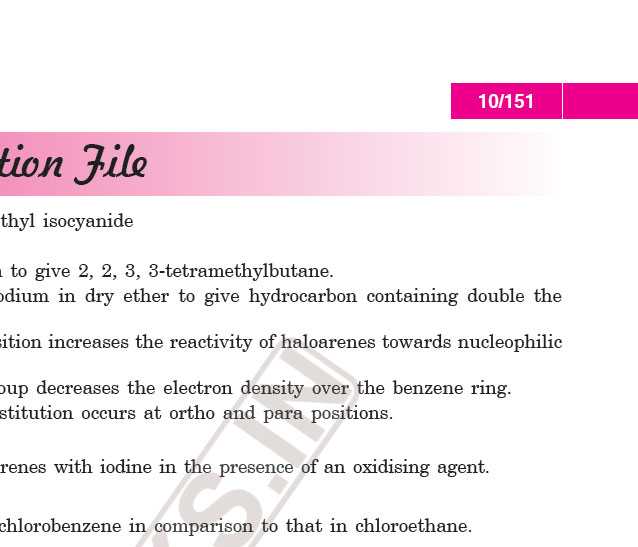 10/151
tion File
thyl isocyanide
to give 2, 2, 3, 3-tetramethylbutane.
odium in dry ether to give hydrocarbon containing double the
sition increases the reactivity of haloarenes towards nucleophilic
oup decreases the electron density over the benzene ring.
stitution occurs at ortho and para positions.
renes with iodine in the presence of an oxidising agent.
chlorobenzene in comparison to that in chloroethane.
KS.IN